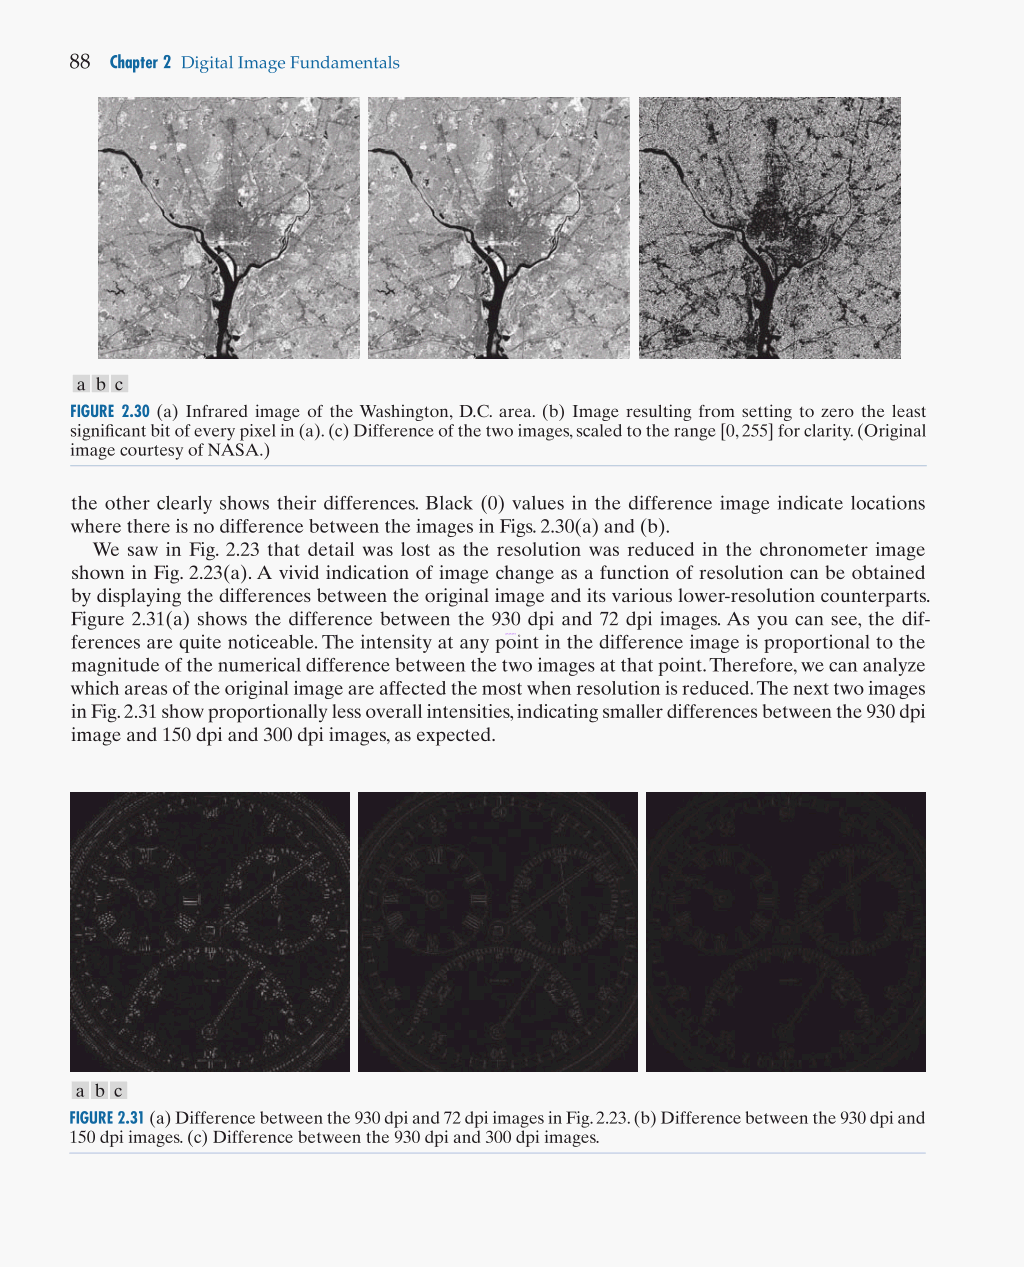 88 Chapter 2 Digital Image Fundamentals
a b c
FIGURE 2.30 (a) Infrared image of the Washington, D.C. area. (b) Image resulting from setting to zero the least
significant bit of every pixel in (a). (c) Difference of the two images, scaled to the range [0, 255] for clarity. (Original
image courtesy of NASA.)
the other clearly shows their differences. Black (0) values in the difference image indicate locations
where there is no difference between the images in Figs. 2.30(a) and (b).
We saw in Fig. 2.23 that detail was lost as the resolution was reduced in the chronometer image
shown in Fig. 2.23(a). A vivid indication of image change as a function of resolution can be obtained
by displaying the differences between the original image and its various lower-resolution counterparts.
Figure 2.31(a) shows the difference between the 930 dpi and 72 dpi images. As you can see, the dif-
ferences are quite noticeable. The intensity at any point in the difference image is proportional to the
magnitude of the numerical difference between the two images at that point. Therefore, we can analyze
which areas of the original image are affected the most when resolution is reduced. The next two images
in Fig. 2.31 show proportionally less overall intensities, indicating smaller differences between the 930 dpi
image and 150 dpi and 300 dpi images, as expected.
a b c
FIGURE 2.31 (a) Difference between the 930 dpi and 72 dpi images in Fig. 2.23. (b) Difference between the 930 dpi and
150 dpi images. (c) Difference between the 930 dpi and 300 dpi images.